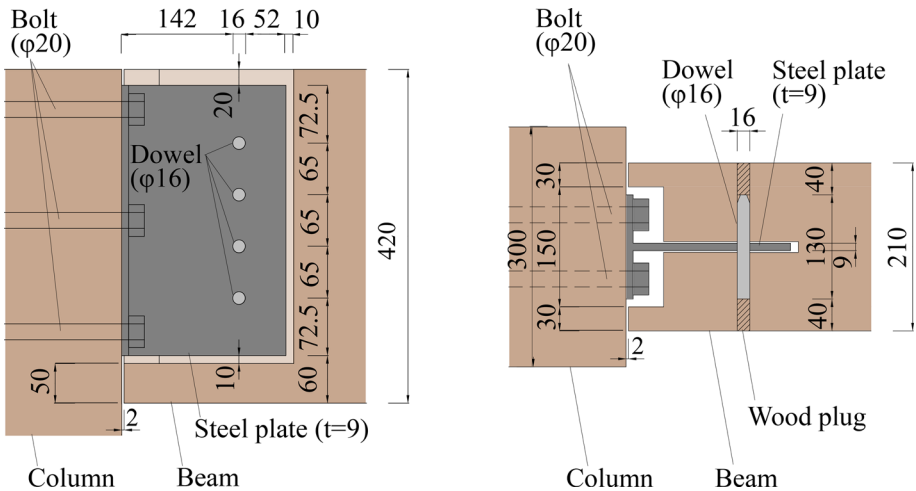 Bolt
(φ20)
142
16
52
10
20
72.5
Dowel
(φ16)
65
65
65
420
72.5
50
10
60
2
Steel plate (t=9)
Column
Beam
Bolt
(φ20)
Dowel
(φ16)
Steel plate
(t=9)
16
30
40
300
150
130
9
210
30
40
2
Wood plug
Column
Beam